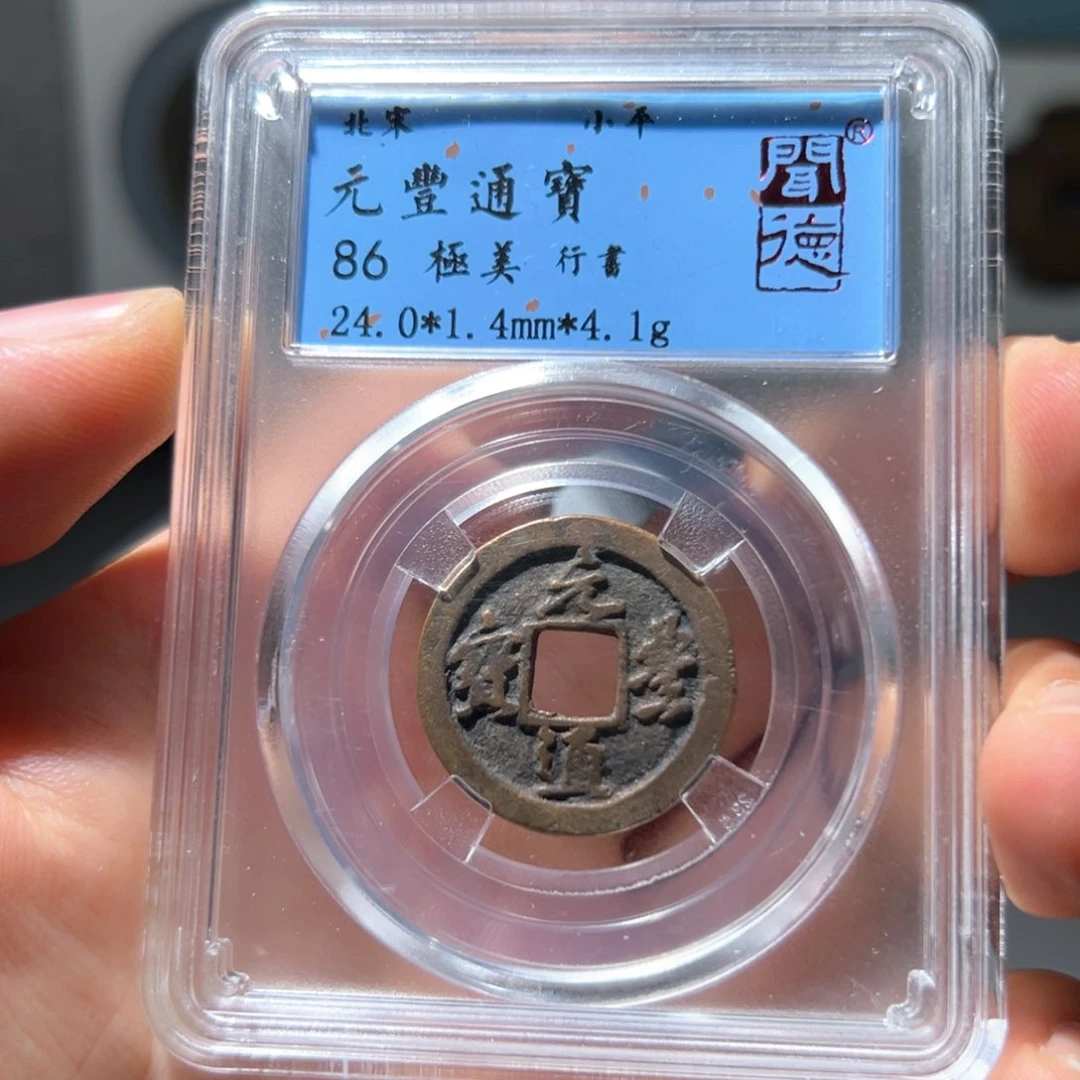 北宋 小平
元豐通寶
86 極美 行書
24.0*1.4mm*4.1g
聞德®
元豐通寶